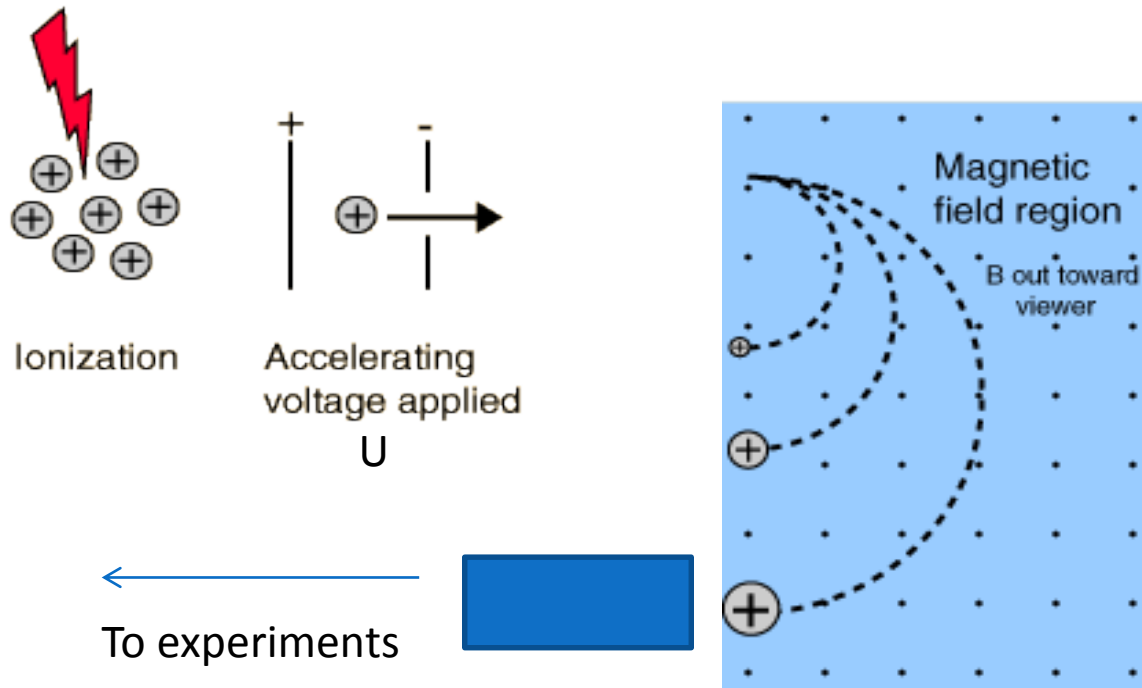 Ionization
+ -
Accelerating
voltage applied
U
Magnetic
field region
B out toward
viewer
To experiments